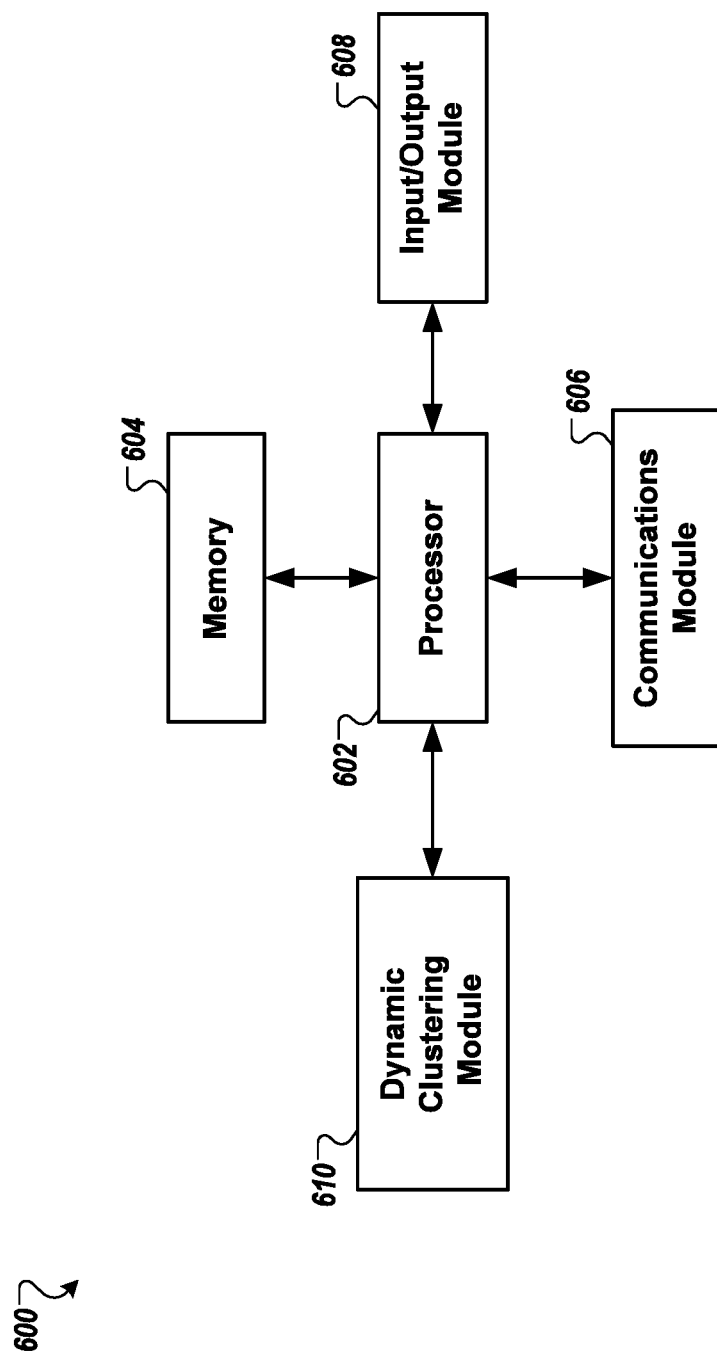 600
610
Dynamic
Clustering
Module
604
Memory
602
Processor
606
Communications
Module
608
Input/Output
Module